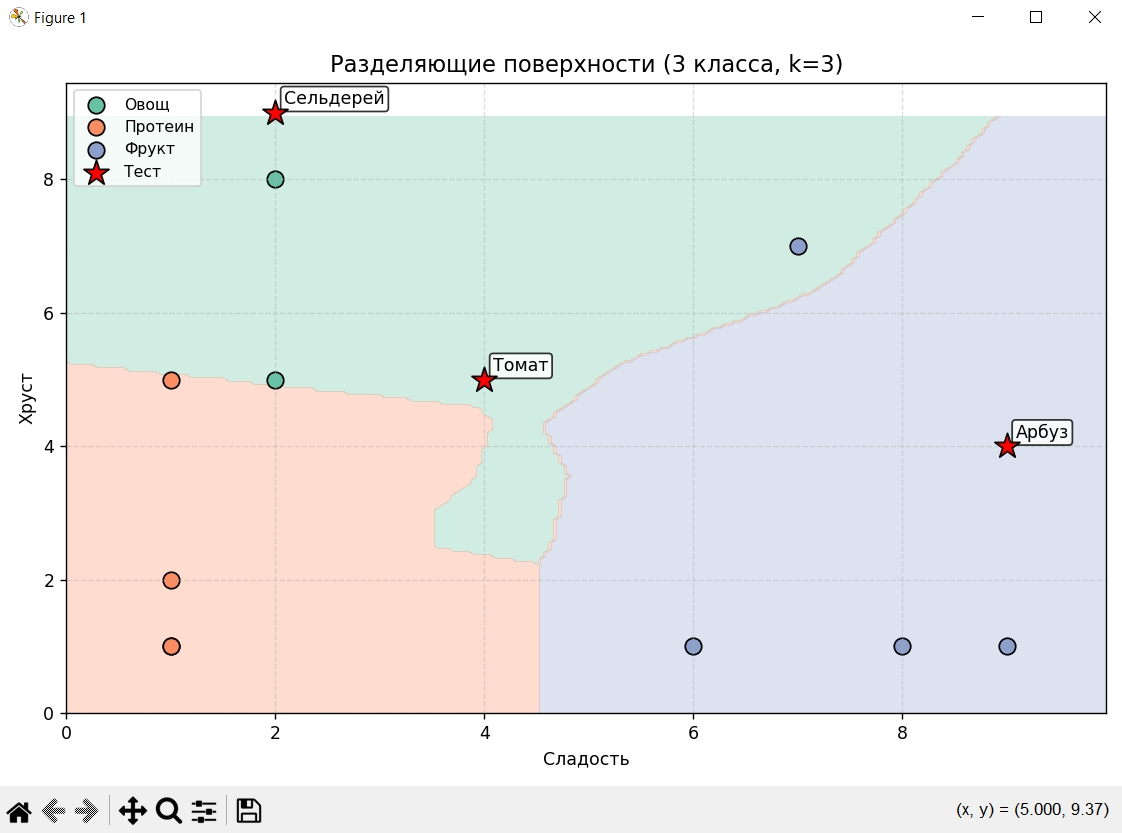 Figure 1
Разделяющие поверхности (3 класса, k=3)
Овощ
Протеин
Фрукт
Тест
Сельдерей
Томат
Арбуз
Хруст
8
6
4
2
0
0 2 4 6 8
Сладость
(x, y) = (5.000, 9.37)